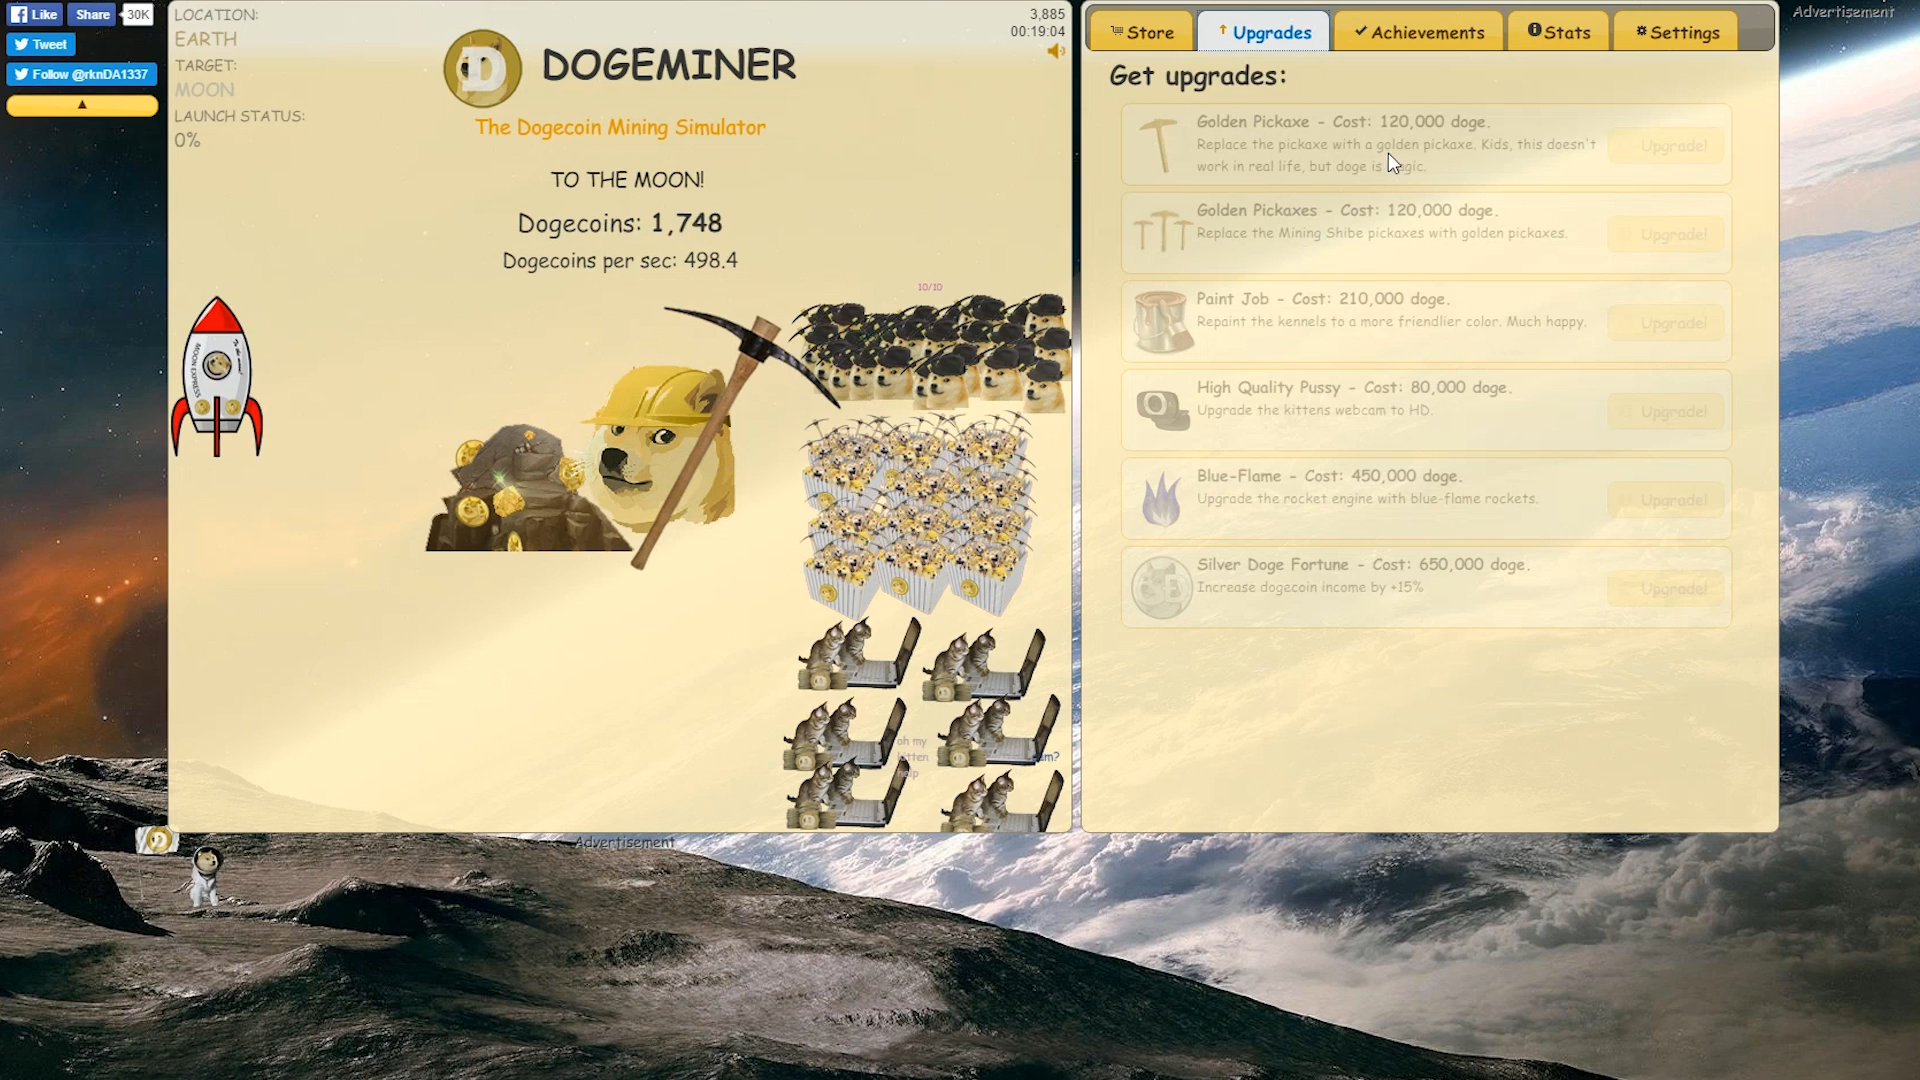 Like
Share
30K
Tweet
Follow @rknDA1337
LOCATION:
EARTH
TARGET:
MOON
LAUNCH STATUS:
0%
DOGEMINER
The Dogecoin Mining Simulator
TO THE MOON!
Dogecoins: 1,748
Dogecoins per sec: 498.4
3,885
00:19:04
10/10
MOON EXPRESS
oh my
kitten
help
Advertisement
Store
Upgrades
Achievements
Stats
Settings
Get upgrades:
Golden Pickaxe - Cost: 120,000 doge.
Replace the pickaxe with a golden pickaxe. Kids, this doesn't
work in real life, but doge is magic.
Upgrade!
Golden Pickaxes - Cost: 120,000 doge.
Replace the Mining Shibe pickaxes with golden pickaxes.
Upgrade!
Paint Job - Cost: 210,000 doge.
Repaint the kennels to a more friendlier color. Much happy.
Upgrade!
High Quality Pussy - Cost: 80,000 doge.
Upgrade the kittens webcam to HD.
Upgrade!
Blue-Flame - Cost: 450,000 doge.
Upgrade the rocket engine with blue-flame rockets.
Upgrade!
Silver Doge Fortune - Cost: 650,000 doge.
Increase dogecoin income by +15%
Upgrade!
Advertisement